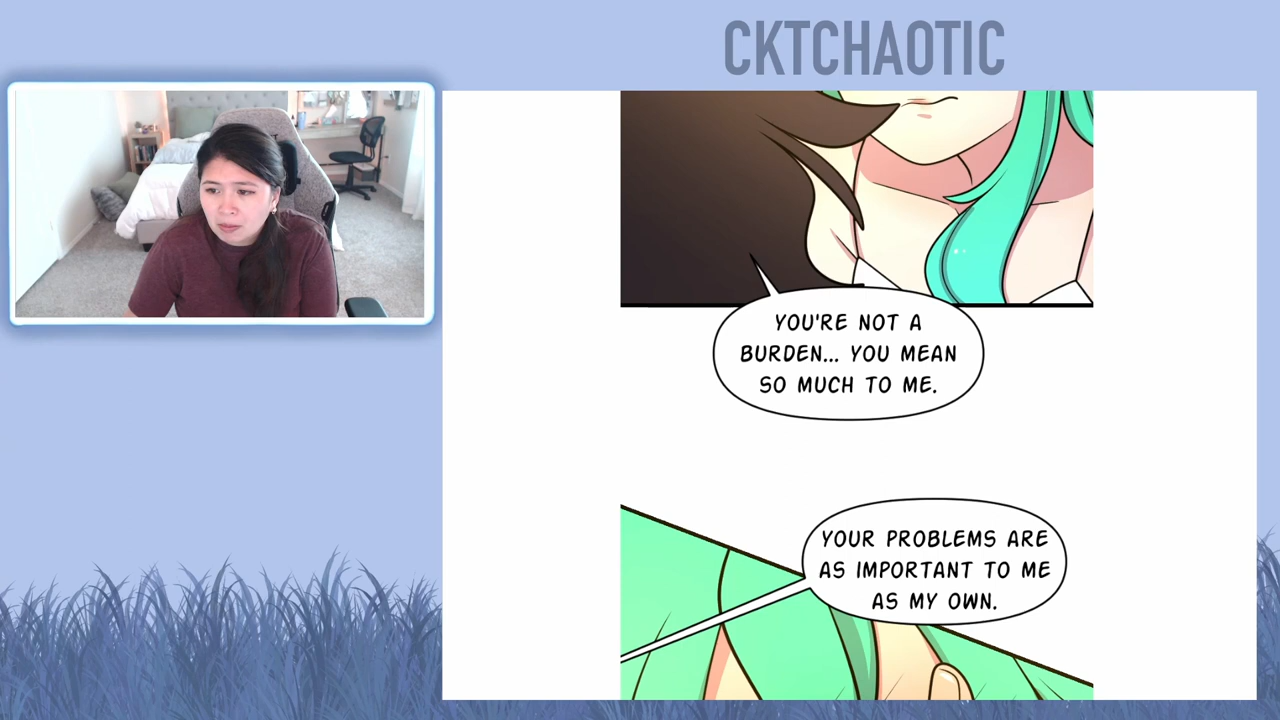 CKTCHAOTIC
YOU'RE NOT A
BURDEN... YOU MEAN
SO MUCH TO ME.
YOUR PROBLEMS ARE
AS IMPORTANT TO ME
AS MY OWN.